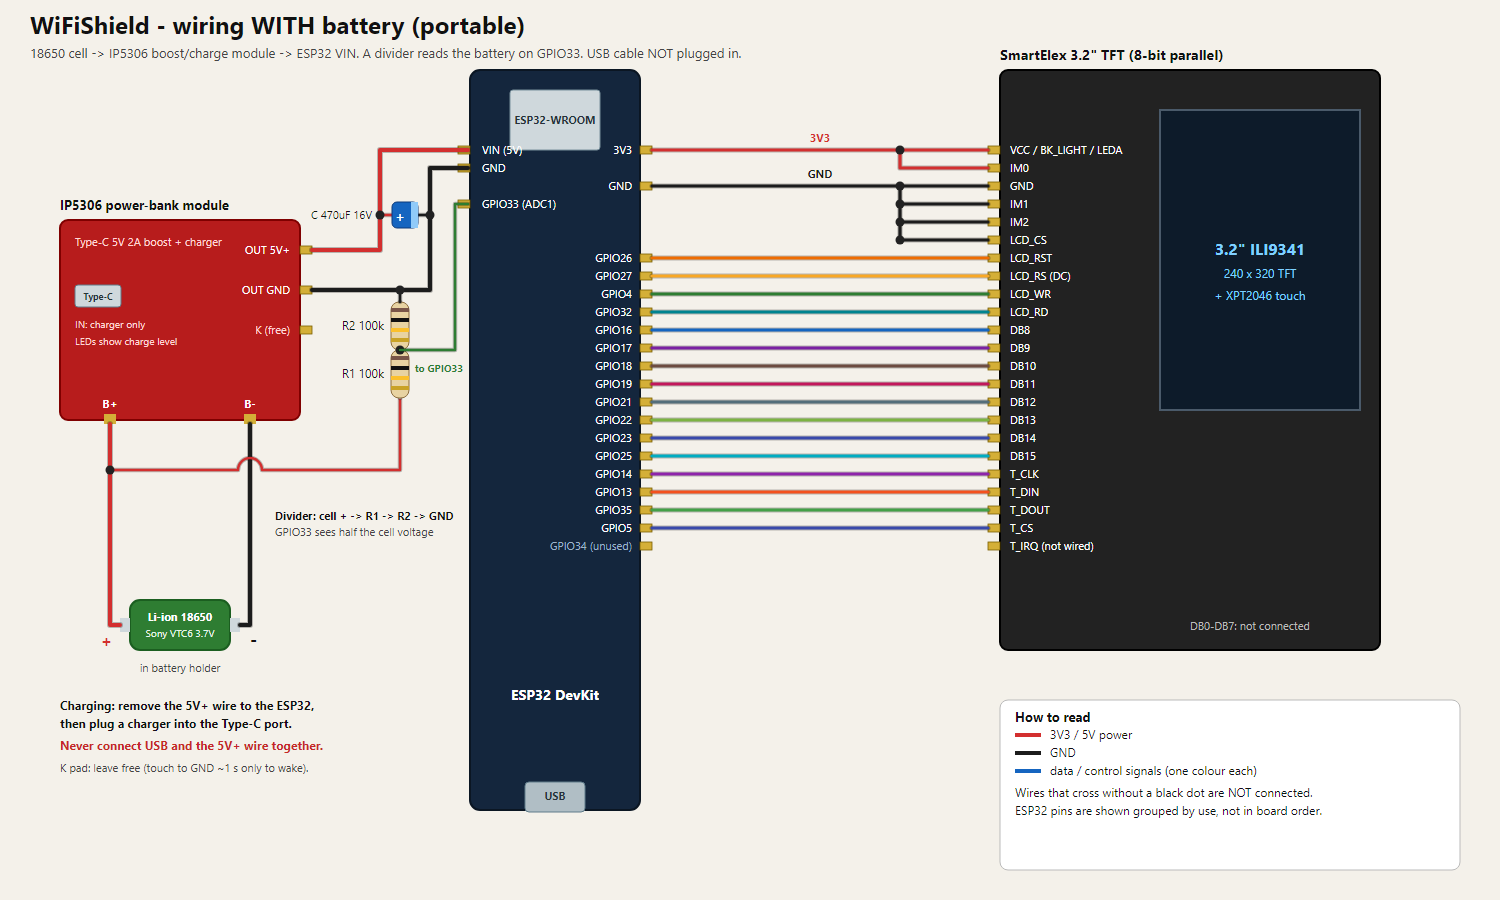 WiFiShield - wiring WITH battery (portable)
18650 cell -> IP5306 boost/charge module -> ESP32 VIN. A divider reads the battery on GPIO33. USB cable NOT plugged in.
SmartElex 3.2" TFT (8-bit parallel)
ESP32-WROOM
VIN (5V)
GND
GPIO33 (ADC1)
3V3
GND
GPIO26
GPIO27
GPIO4
GPIO32
GPIO16
GPIO17
GPIO18
GPIO19
GPIO21
GPIO22
GPIO23
GPIO25
GPIO14
GPIO13
GPIO35
GPIO5
GPIO34 (unused)
ESP32 DevKit
USB
3V3
GND
VCC / BK_LIGHT / LEDA
IM0
GND
IM1
IM2
LCD_CS
LCD_RST
LCD_RS (DC)
LCD_WR
LCD_RD
DB8
DB9
DB10
DB11
DB12
DB13
DB14
DB15
T_CLK
T_DIN
T_DOUT
T_CS
T_IRQ (not wired)
3.2" ILI9341
240 x 320 TFT
+ XPT2046 touch
DB0-DB7: not connected
IP5306 power-bank module
Type-C 5V 2A boost + charger
OUT 5V+
OUT GND
K (free)
Type-C
IN: charger only
LEDs show charge level
B+
B-
C 470uF 16V
+
R2 100k
R1 100k
to GPIO33
Divider: cell + -> R1 -> R2 -> GND
GPIO33 sees half the cell voltage
Li-ion 18650
Sony VTC6 3.7V
+
-
in battery holder
Charging: remove the 5V+ wire to the ESP32,
then plug a charger into the Type-C port.
Never connect USB and the 5V+ wire together.
K pad: leave free (touch to GND ~1 s only to wake).
How to read
3V3 / 5V power
GND
data / control signals (one colour each)
Wires that cross without a black dot are NOT connected.
ESP32 pins are shown grouped by use, not in board order.